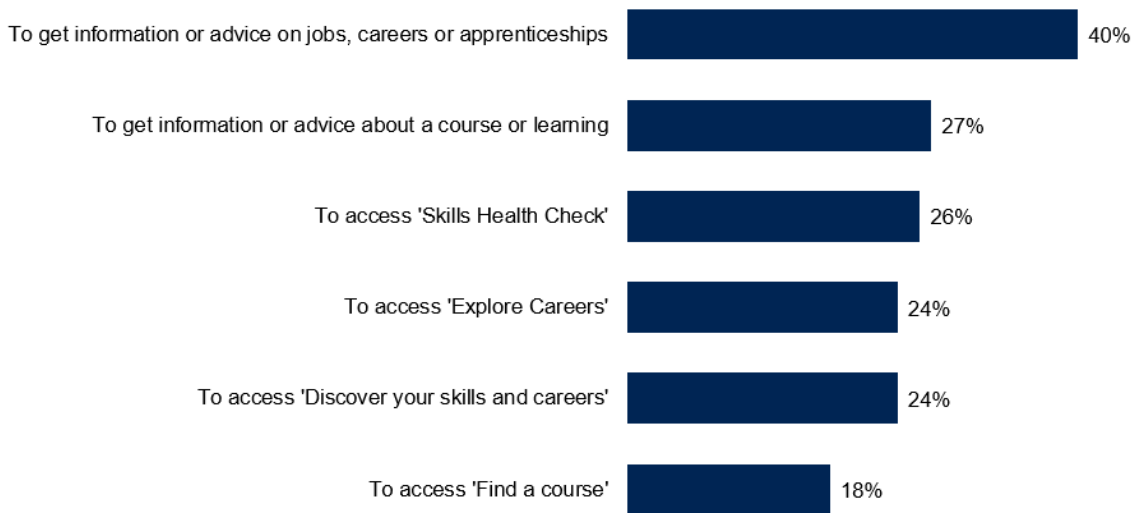 To get information or advice on jobs, careers or apprenticeships 40%
To get information or advice about a course or learning 27%
To access 'Skills Health Check' 26%
To access 'Explore Careers' 24%
To access 'Discover your skills and careers' 24%
To access 'Find a course' 18%